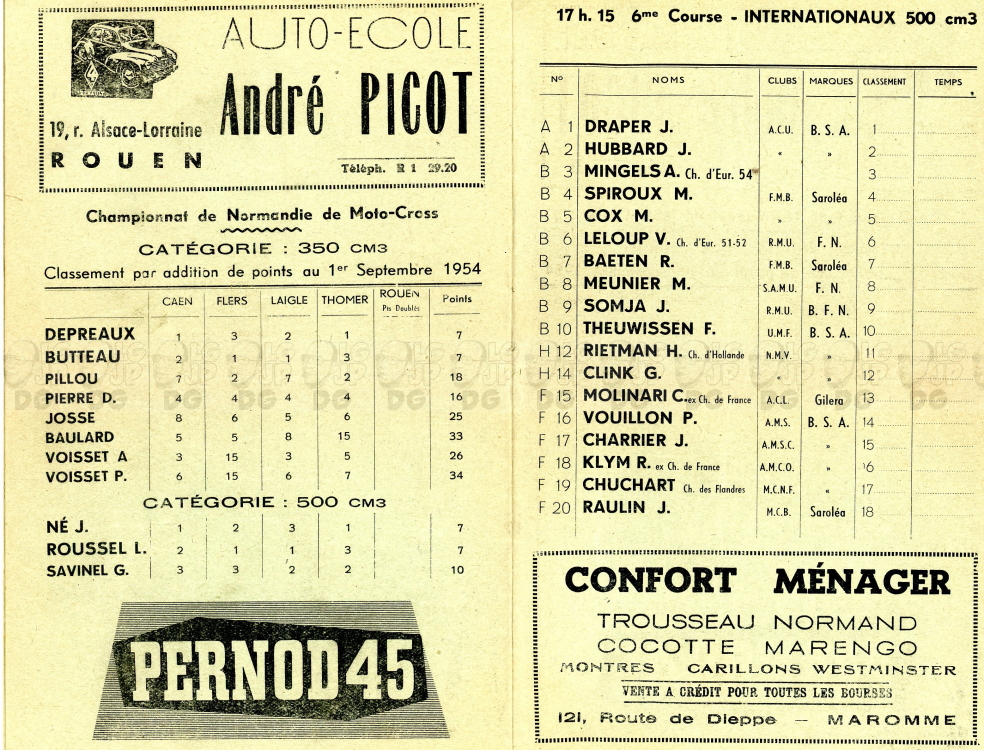 AUTO-ECOLE
André PICOT
19, r. Alsace-Lorraine
ROUEN
Téléph. R 1 29.20
Championnat de Normandie de Moto-Cross
CATÉGORIE : 350 CM3
Classement par addition de points au 1er Septembre 1954
CAEN FLERS LAIGLE THOMER ROUEN Pts Doublés Points
DEPREAUX 1 3 2 1 7
BUTTEAU 2 1 1 3 7
PILLOU 7 2 7 2 18
PIERRE D. 4 4 4 4 16
JOSSE 8 6 5 6 25
BAULARD 5 5 8 15 33
VOISSET A 3 15 3 5 26
VOISSET P. 6 15 6 7 34
CATÉGORIE : 500 CM3
NÉ J. 1 2 3 1 7
ROUSSEL L. 2 1 1 3 7
SAVINEL G. 3 3 2 2 10
PERNOD 45
17 h. 15 6me Course - INTERNATIONAUX 500 cm3
No NOMS CLUBS MARQUES CLASSEMENT TEMPS
A 1 DRAPER J. A.C.U. B. S. A. 1
A 2 HUBBARD J. « » 2
B 3 MINGELS A. Ch. d'Eur. 54 3
B 4 SPIROUX M. F.M.B. Saroléa 4
B 5 COX M. » » 5
B 6 LELOUP V. Ch. d'Eur. 51-52 R.M.U. F. N. 6
B 7 BAETEN R. F.M.B. Saroléa 7
B 8 MEUNIER M. S.A.M.U. F. N. 8
B 9 SOMJA J. R.M.U. B. F. N. 9
B 10 THEUWISSEN F. U.M.F. B. S. A. 10
H 12 RIETMAN H. Ch. d'Hollande N.M.V. » 11
H 14 CLINK G. « » 12
F 15 MOLINARI C. ex Ch. de France A.C.L. Gilera 13
F 16 VOUILLON P. A.M.S. B. S. A. 14
F 17 CHARRIER J. A.M.S.C. » 15
F 18 KLYM R. ex Ch. de France A.M.C.O. » 16
F 19 CHUCHART Ch. des Flandres M.C.N.F. « 17
F 20 RAULIN J. M.C.B. Saroléa 18
CONFORT MÉNAGER
TROUSSEAU NORMAND
COCOTTE MARENGO
MONTRES CARILLONS WESTMINSTER
VENTE A CRÉDIT POUR TOUTES LES BOURSES
121, Route de Dieppe — MAROMME